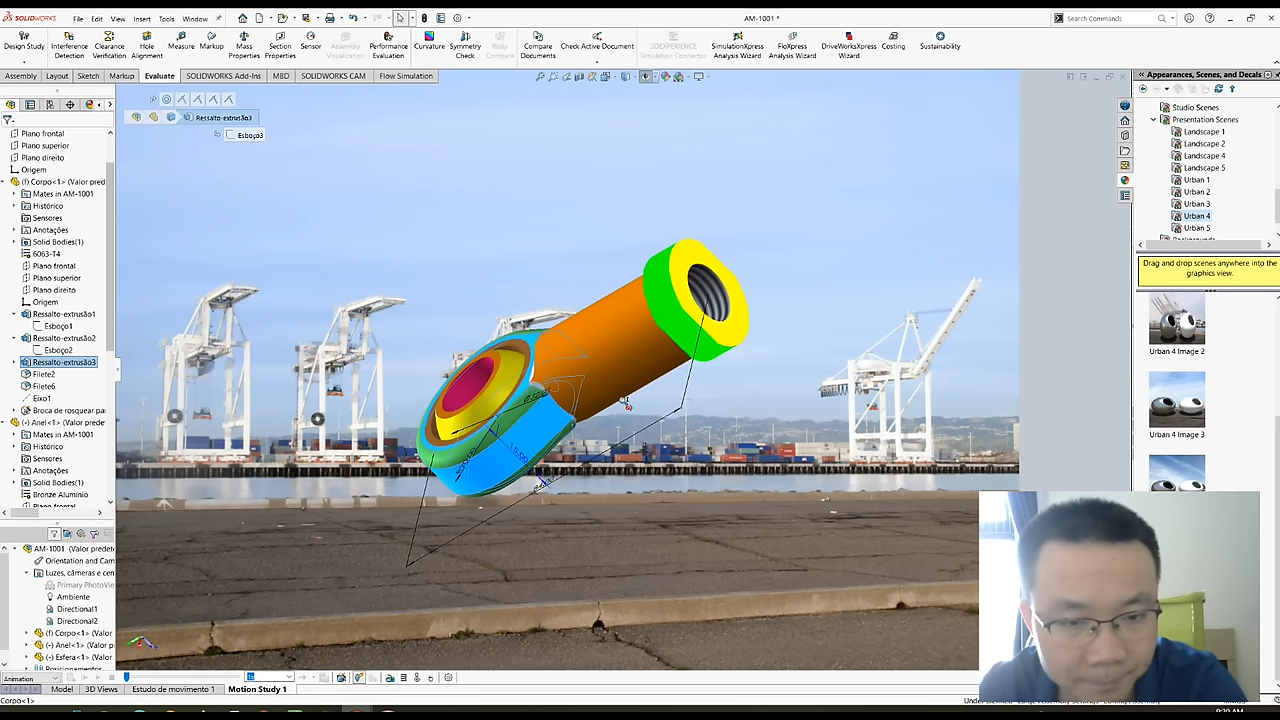 SOLIDWORKS File Edit View Insert Tools Window AM-1001 * Search Commands
Design Study Interference Detection Clearance Verification Hole Alignment Measure Markup Mass Properties Section Properties Sensor Assembly Visualization Performance Evaluation Curvature Symmetry Check Body Compare Compare Documents Check Active Document 3DEXPERIENCE Simulation Connector SimulationXpress Analysis Wizard FloXpress Analysis Wizard DriveWorksXpress Wizard Costing Sustainability
Assembly Layout Sketch Markup Evaluate SOLIDWORKS Add-Ins MBD SOLIDWORKS CAM Flow Simulation
Appearances, Scenes, and Decals
Ressalto-extrusão3
Esboço3
Plano frontal
Plano superior
Plano direito
Origem
(f) Corpo<1> (Valor pred
Mates in AM-1001
Histórico
Sensores
Anotações
Solid Bodies(1)
6063-T4
Plano frontal
Plano superior
Plano direito
Origem
Ressalto-extrusão1
Esboço1
Ressalto-extrusão2
Esboço2
Ressalto-extrusão3
Filete2
Filete6
Eixo1
Broca de rosquear pa
(-) Anel<1> (Valor prede
Mates in AM-1001
Histórico
Sensores
Anotações
Solid Bodies(1)
Bronze Alumínio
Plano frontal
AM-1001 (Valor predete
Orientation and Cam
Luzes, câmeras e cen
Primary PhotoVie
Ambiente
Directional1
Directional2
(f) Corpo<1> (Valor
(-) Anel<1> (Valor p
(-) Esfera<1> (Valor
Posicionamentos
Studio Scenes
Presentation Scenes
Landscape 1
Landscape 2
Landscape 4
Landscape 5
Urban 1
Urban 2
Urban 3
Urban 4
Urban 5
Backgrounds
Drag and drop scenes anywhere into the
graphics view.
Urban 4 Image 2
Urban 4 Image 3
Animation
Model 3D Views Estudo de movimento 1 Motion Study 1
Corpo<1>